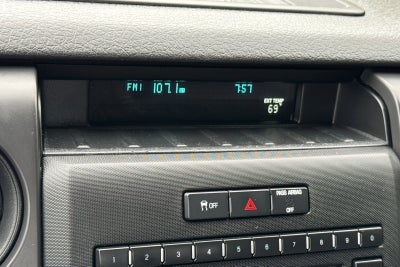 FM1 107.1 7:57
EXT TEMP
69°
OFF
PASS AIRBAG
OFF
1 2 3 4 5 6 7 8 9 0